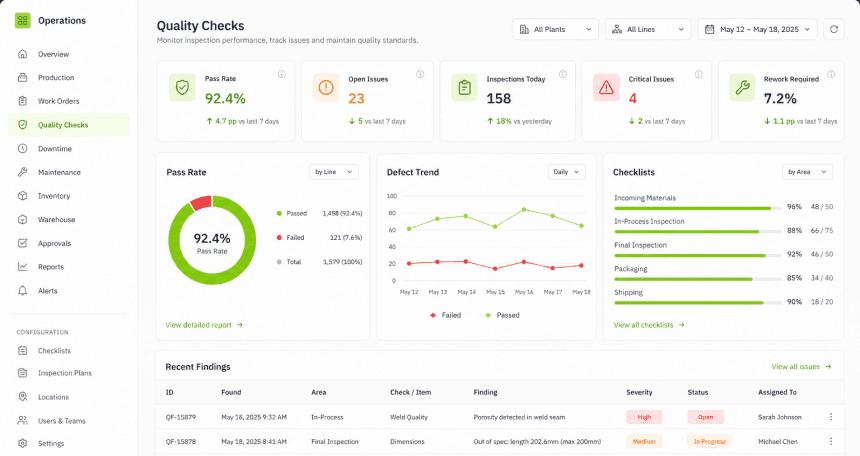 Operations
Overview
Production
Work Orders
Quality Checks
Downtime
Maintenance
Inventory
Warehouse
Approvals
Reports
Alerts
CONFIGURATION
Checklists
Inspection Plans
Locations
Users & Teams
Settings
Quality Checks
Monitor inspection performance, track issues and maintain quality standards.
All Plants
All Lines
May 12 – May 18, 2025
Pass Rate
92.4%
↑ 4.7 pp vs last 7 days
Open Issues
23
↓ 5 vs last 7 days
Inspections Today
158
↑ 18% vs yesterday
Critical Issues
4
↓ 2 vs last 7 days
Rework Required
7.2%
↓ 1.1 pp vs last 7 days
Pass Rate
by Line
92.4%
Pass Rate
Passed 1,458 (92.4%)
Failed 121 (7.6%)
Total 1,579 (100%)
View detailed report →
Defect Trend
Daily
100
80
60
40
20
0
May 12 May 13 May 14 May 15 May 16 May 17 May 18
Failed Passed
Checklists
by Area
Incoming Materials
96% 48 / 50
In-Process Inspection
88% 66 / 75
Final Inspection
92% 46 / 50
Packaging
85% 34 / 40
Shipping
90% 18 / 20
View all checklists →
Recent Findings
View all issues →
ID Found Area Check / Item Finding Severity Status Assigned To
QF-15879 May 18, 2025 9:32 AM In-Process Weld Quality Porosity detected in weld seam High Open Sarah Johnson
QF-15878 May 18, 2025 8:41 AM Final Inspection Dimensions Out of spec: length 202.6mm (max 200mm) Medium In Progress Michael Chen